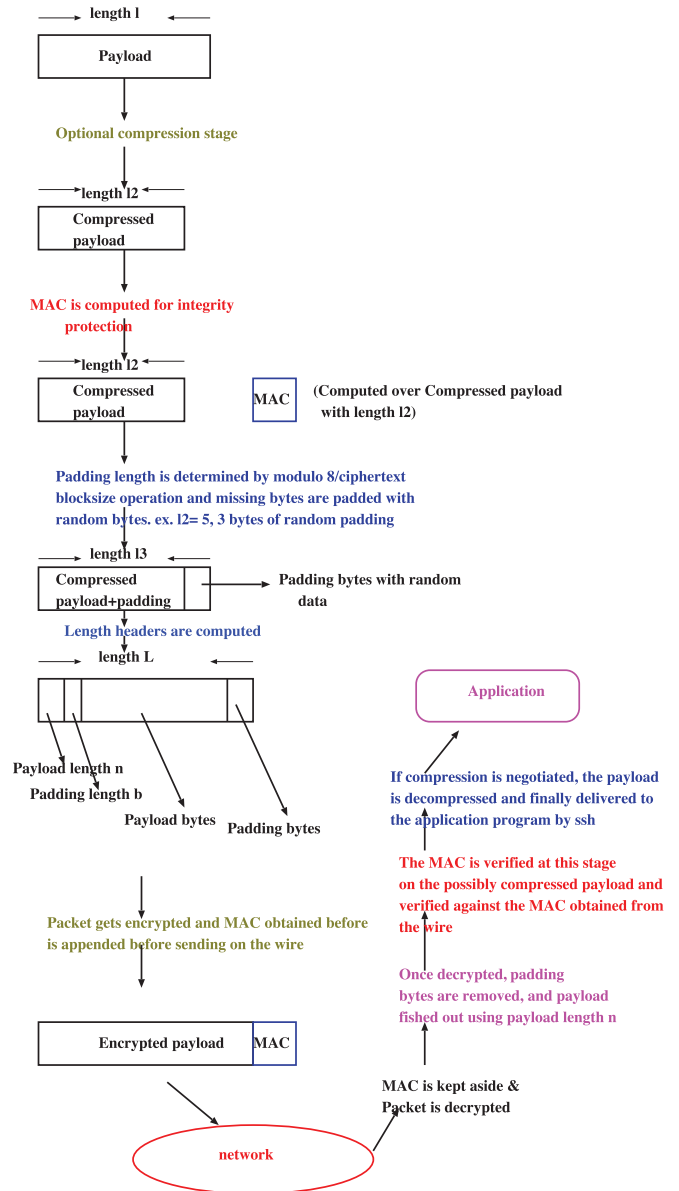 length l
Payload
Optional compression stage
length l2
Compressed
payload
MAC is computed for integrity
protection
length l2
Compressed
payload
MAC
(Computed over Compressed payload
with length l2)
Padding length is determined by modulo 8/ciphertext
blocksize operation and missing bytes are padded with
random bytes. ex. l2= 5, 3 bytes of random padding
length l3
Compressed
payload+padding
Padding bytes with random
data
Length headers are computed
length L
Payload length n
Padding length b
Payload bytes
Padding bytes
Packet gets encrypted and MAC obtained before
is appended before sending on the wire
Encrypted payload
MAC
network
MAC is kept aside &
Packet is decrypted
Once decrypted, padding
bytes are removed, and payload
fished out using payload length n
The MAC is verified at this stage
on the possibly compressed payload and
verified against the MAC obtained from
the wire
If compression is negotiated, the payload
is decompressed and finally delivered to
the application program by ssh
Application